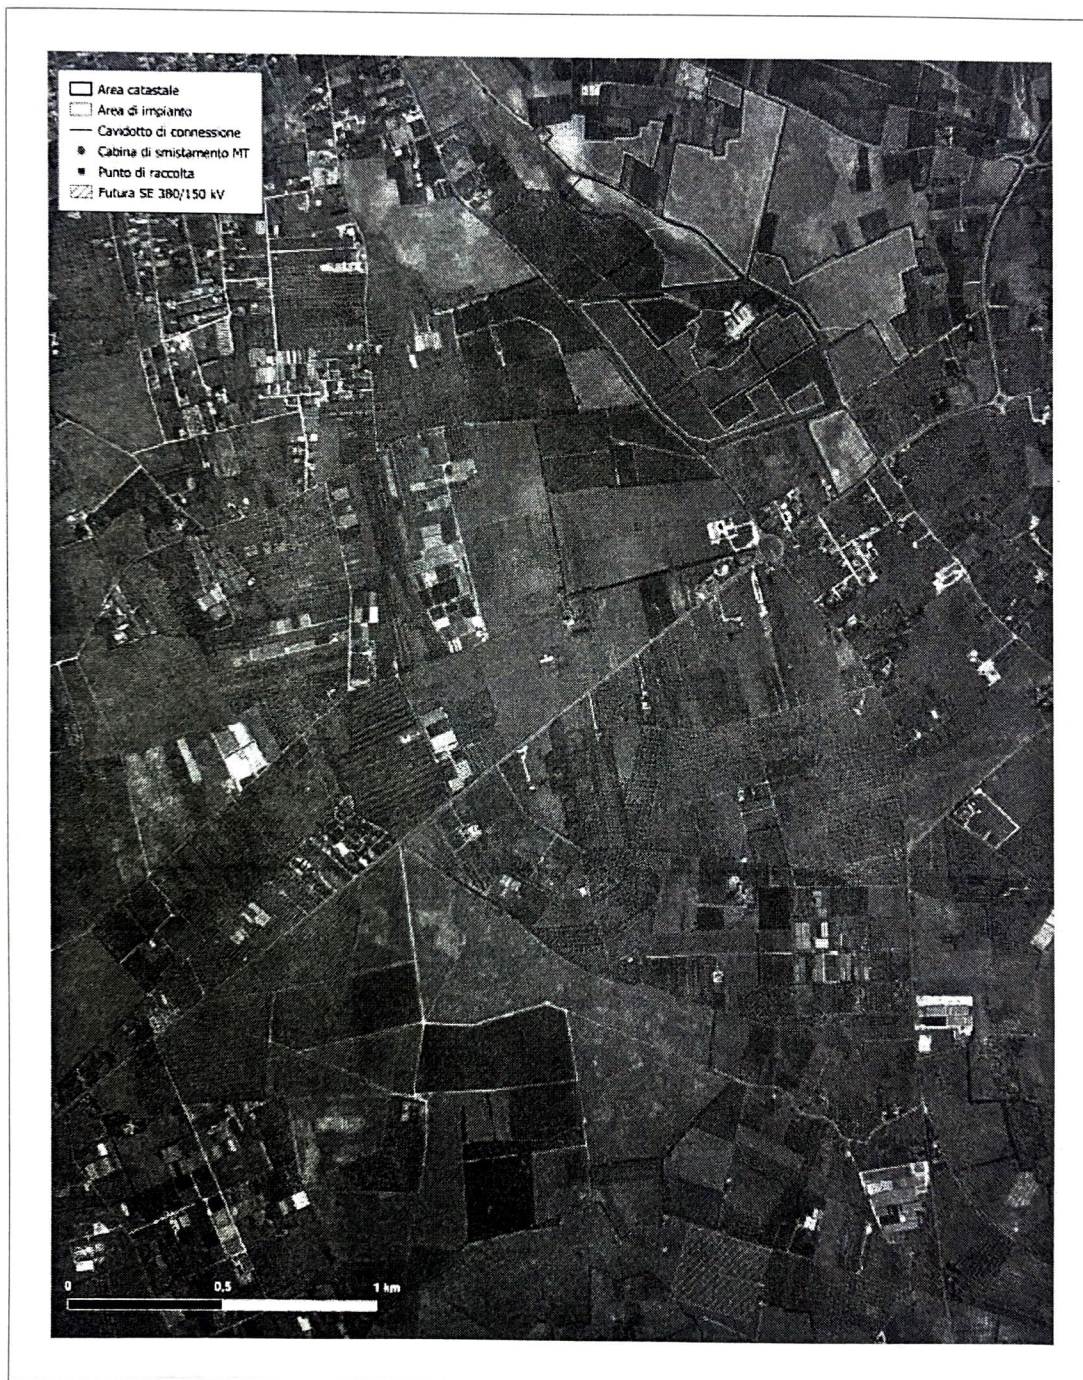 Area catastale
Area di impianto
Cavidotto di connessione
Cabina di smistamento MT
Punto di raccolta
Futura SE 380/150 kV
0 0,5 1 km